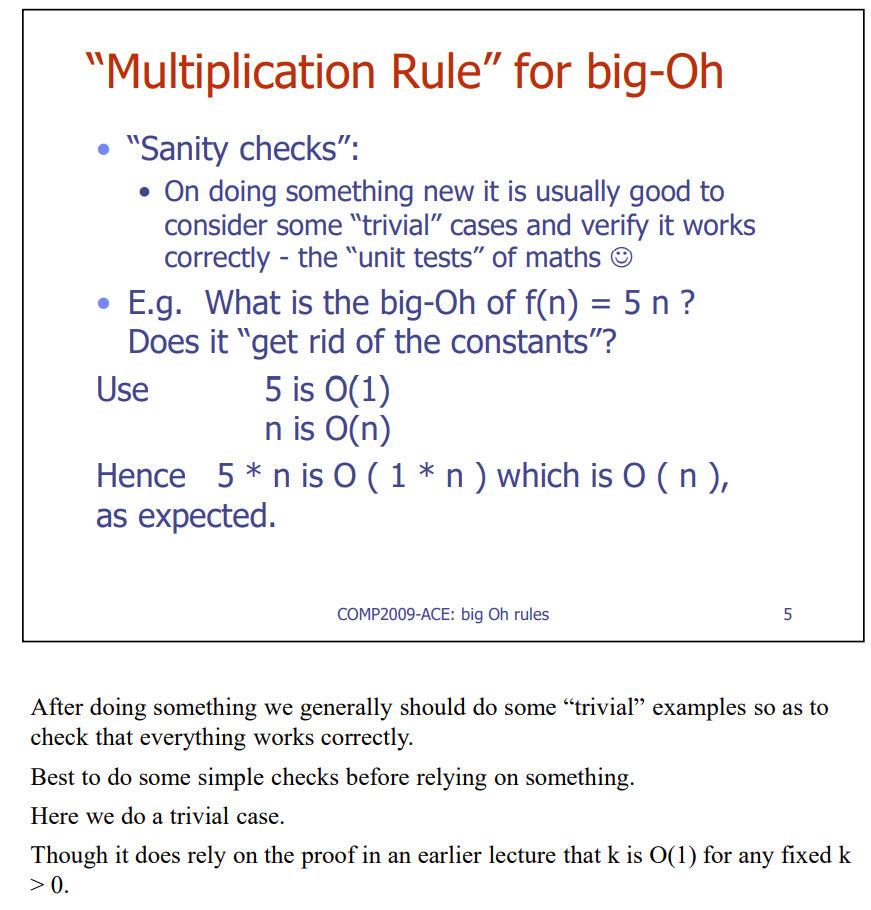 “Multiplication Rule” for big-Oh
• “Sanity checks”:
• On doing something new it is usually good to
consider some “trivial” cases and verify it works
correctly - the “unit tests” of maths ☺
• E.g. What is the big-Oh of f(n) = 5 n ?
Does it “get rid of the constants”?
Use 5 is O(1)
n is O(n)
Hence 5 * n is O ( 1 * n ) which is O ( n ),
as expected.
COMP2009-ACE: big Oh rules 5
After doing something we generally should do some “trivial” examples so as to
check that everything works correctly.
Best to do some simple checks before relying on something.
Here we do a trivial case.
Though it does rely on the proof in an earlier lecture that k is O(1) for any fixed k
> 0.